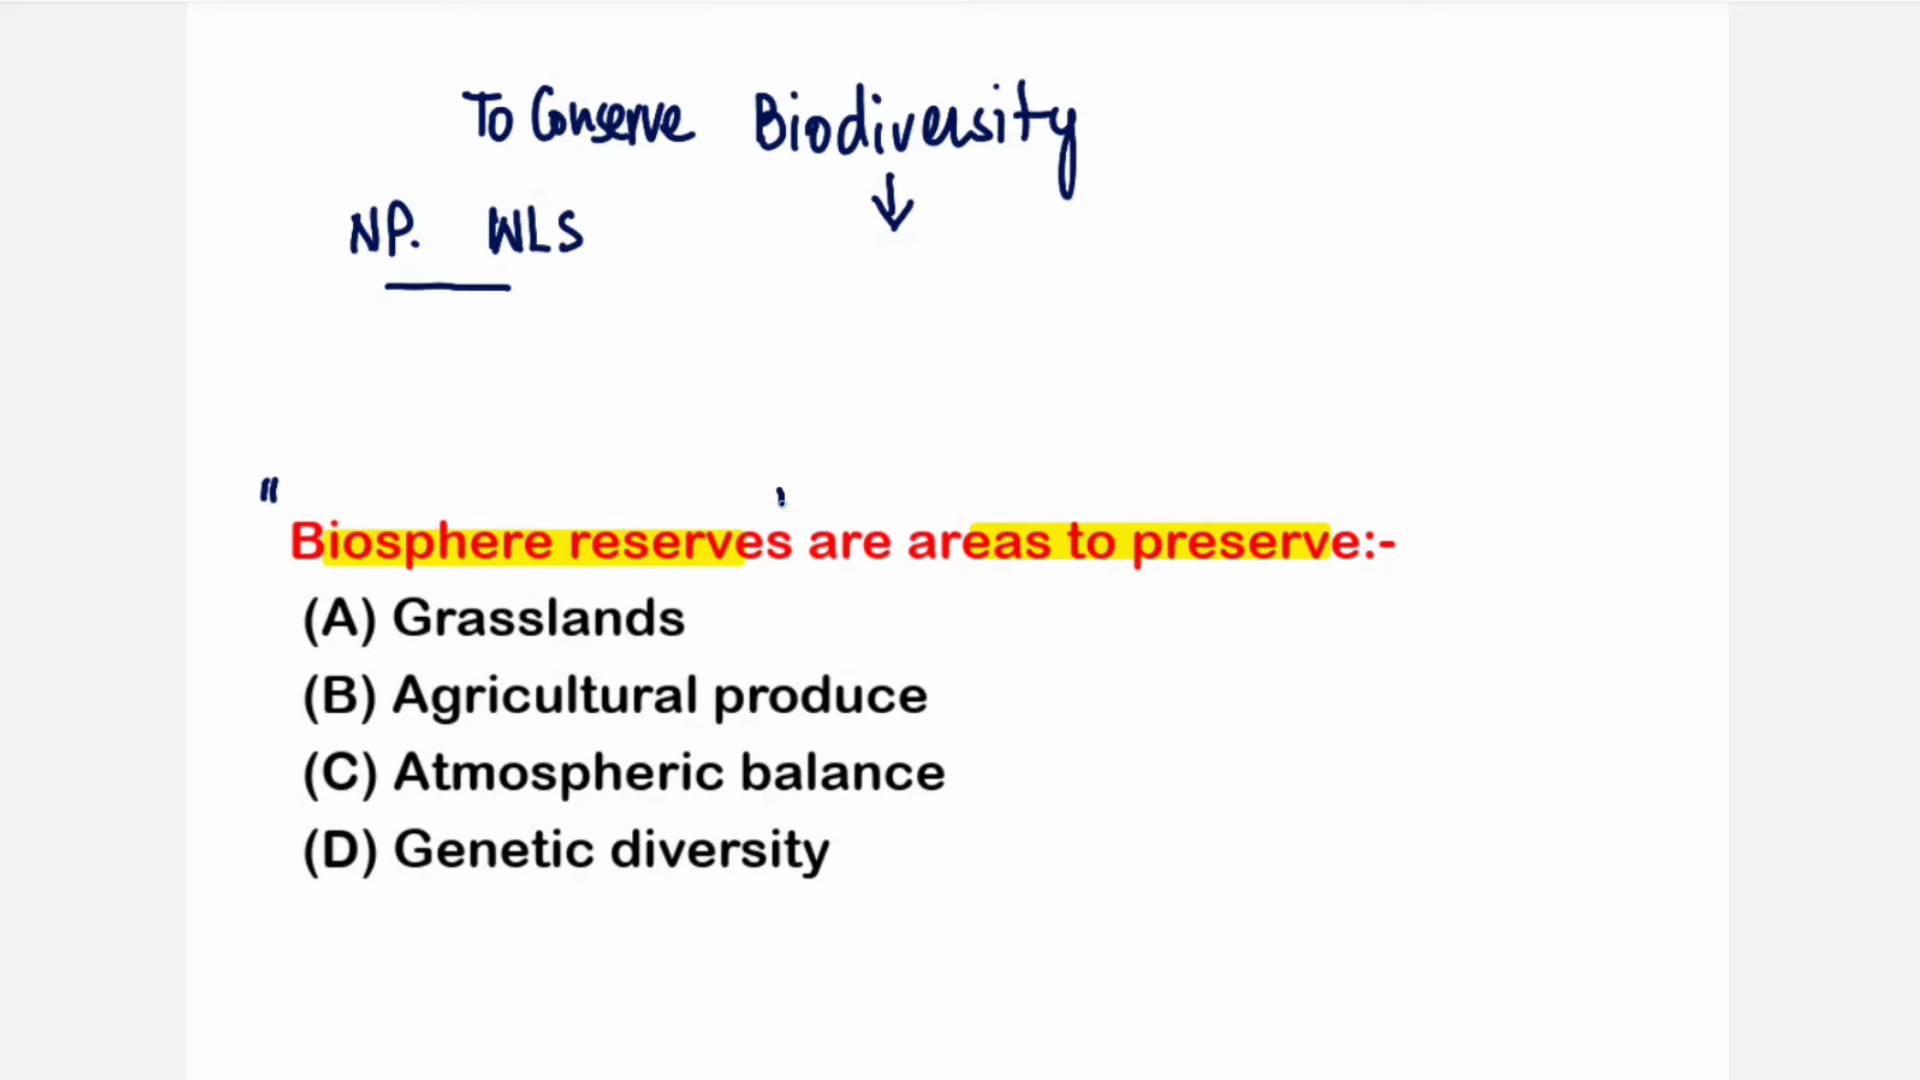 To Conserve Biodiversity
NP. WLS
"
Biosphere reserves are areas to preserve:-
(A) Grasslands
(B) Agricultural produce
(C) Atmospheric balance
(D) Genetic diversity